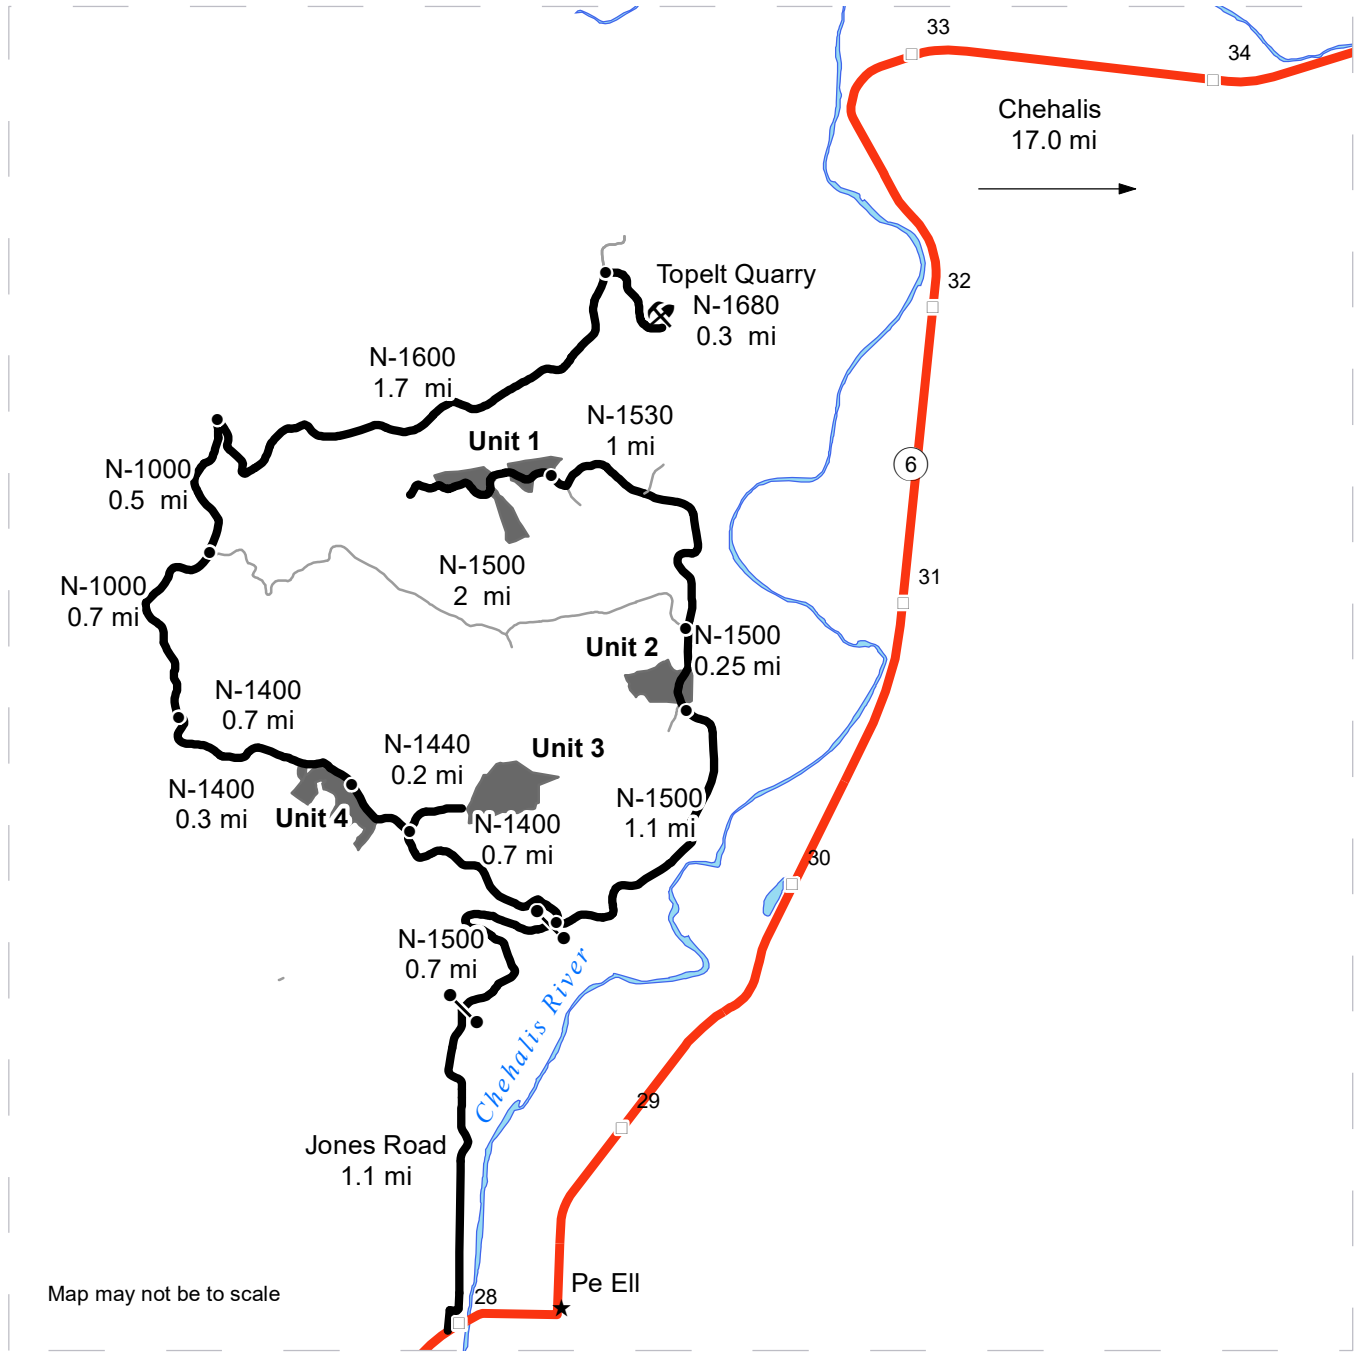 33
34
Chehalis
17.0 mi
Topelt Quarry
N-1680
0.3 mi
32
N-1600
1.7 mi
N-1530
1 mi
Unit 1
N-1000
0.5 mi
6
N-1500
2 mi
31
N-1000
0.7 mi
Unit 2
N-1500
0.25 mi
N-1400
0.7 mi
N-1440
0.2 mi
Unit 3
N-1400
0.3 mi
Unit 4
N-1500
1.1 mi
N-1400
0.7 mi
30
N-1500
0.7 mi
Chehalis River
29
Jones Road
1.1 mi
Pe Ell
28
Map may not be to scale